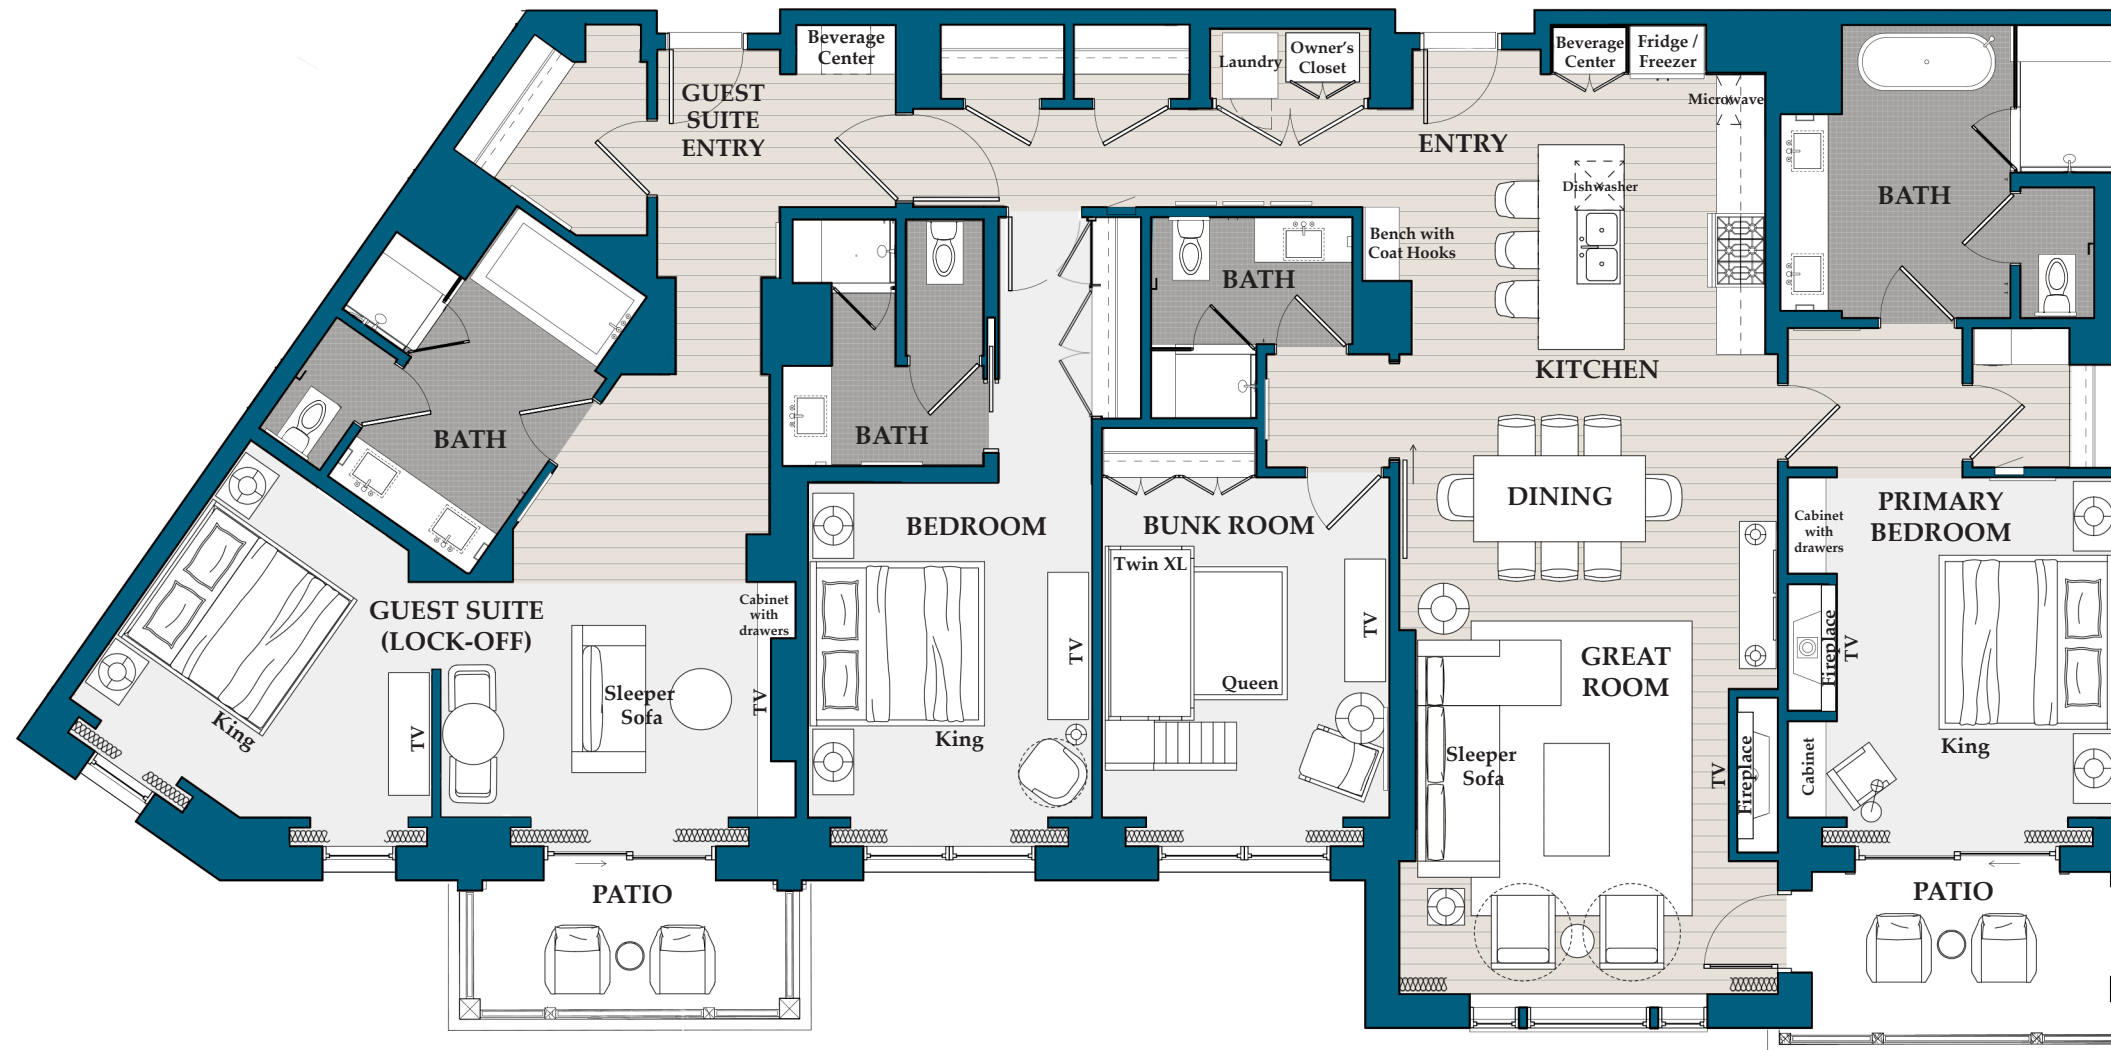 Beverage
Center
GUEST
SUITE
ENTRY
Laundry
Owner's
Closet
ENTRY
Beverage
Center
Fridge /
Freezer
Microwave
Dishwasher
BATH
Bench with
Coat Hooks
BATH
KITCHEN
BATH
BATH
DINING
BEDROOM
BUNK ROOM
PRIMARY
BEDROOM
Cabinet
with
drawers
Twin XL
GUEST SUITE
(LOCK-OFF)
Cabinet
with
drawers
TV
TV
Fireplace
TV
GREAT
ROOM
Queen
Sleeper
Sofa
TV
King
TV
King
Sleeper
Sofa
TV
Fireplace
Cabinet
King
PATIO
PATIO